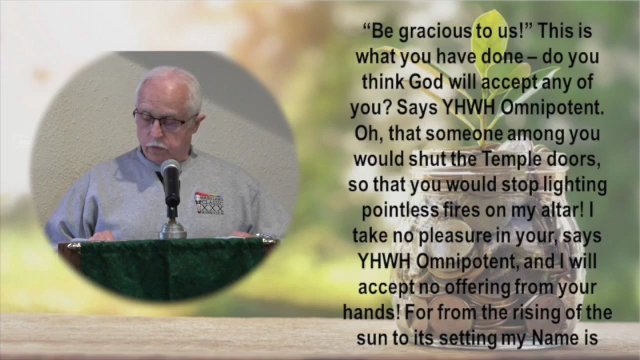 “Be gracious to us!” This is
what you have done – do you
think God will accept any of
you? Says YHWH Omnipotent.
Oh, that someone among you
would shut the Temple doors,
so that you would stop lighting
pointless fires on my altar! I
take no pleasure in your, says
YHWH Omnipotent, and I will
accept no offering from your
hands! For from the rising of the
sun to its setting my Name is